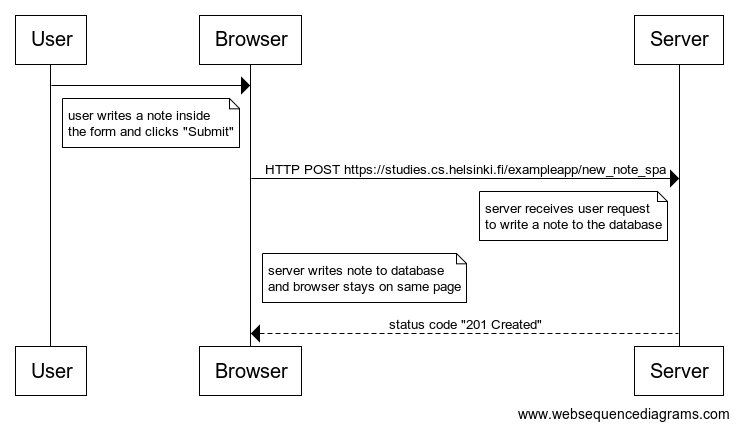 User
Browser
Server
user writes a note inside
the form and clicks "Submit"
HTTP POST https://studies.cs.helsinki.fi/exampleapp/new_note_spa
server receives user request
to write a note to the database
server writes note to database
and browser stays on same page
status code "201 Created"
User
Browser
Server
www.websequencediagrams.com